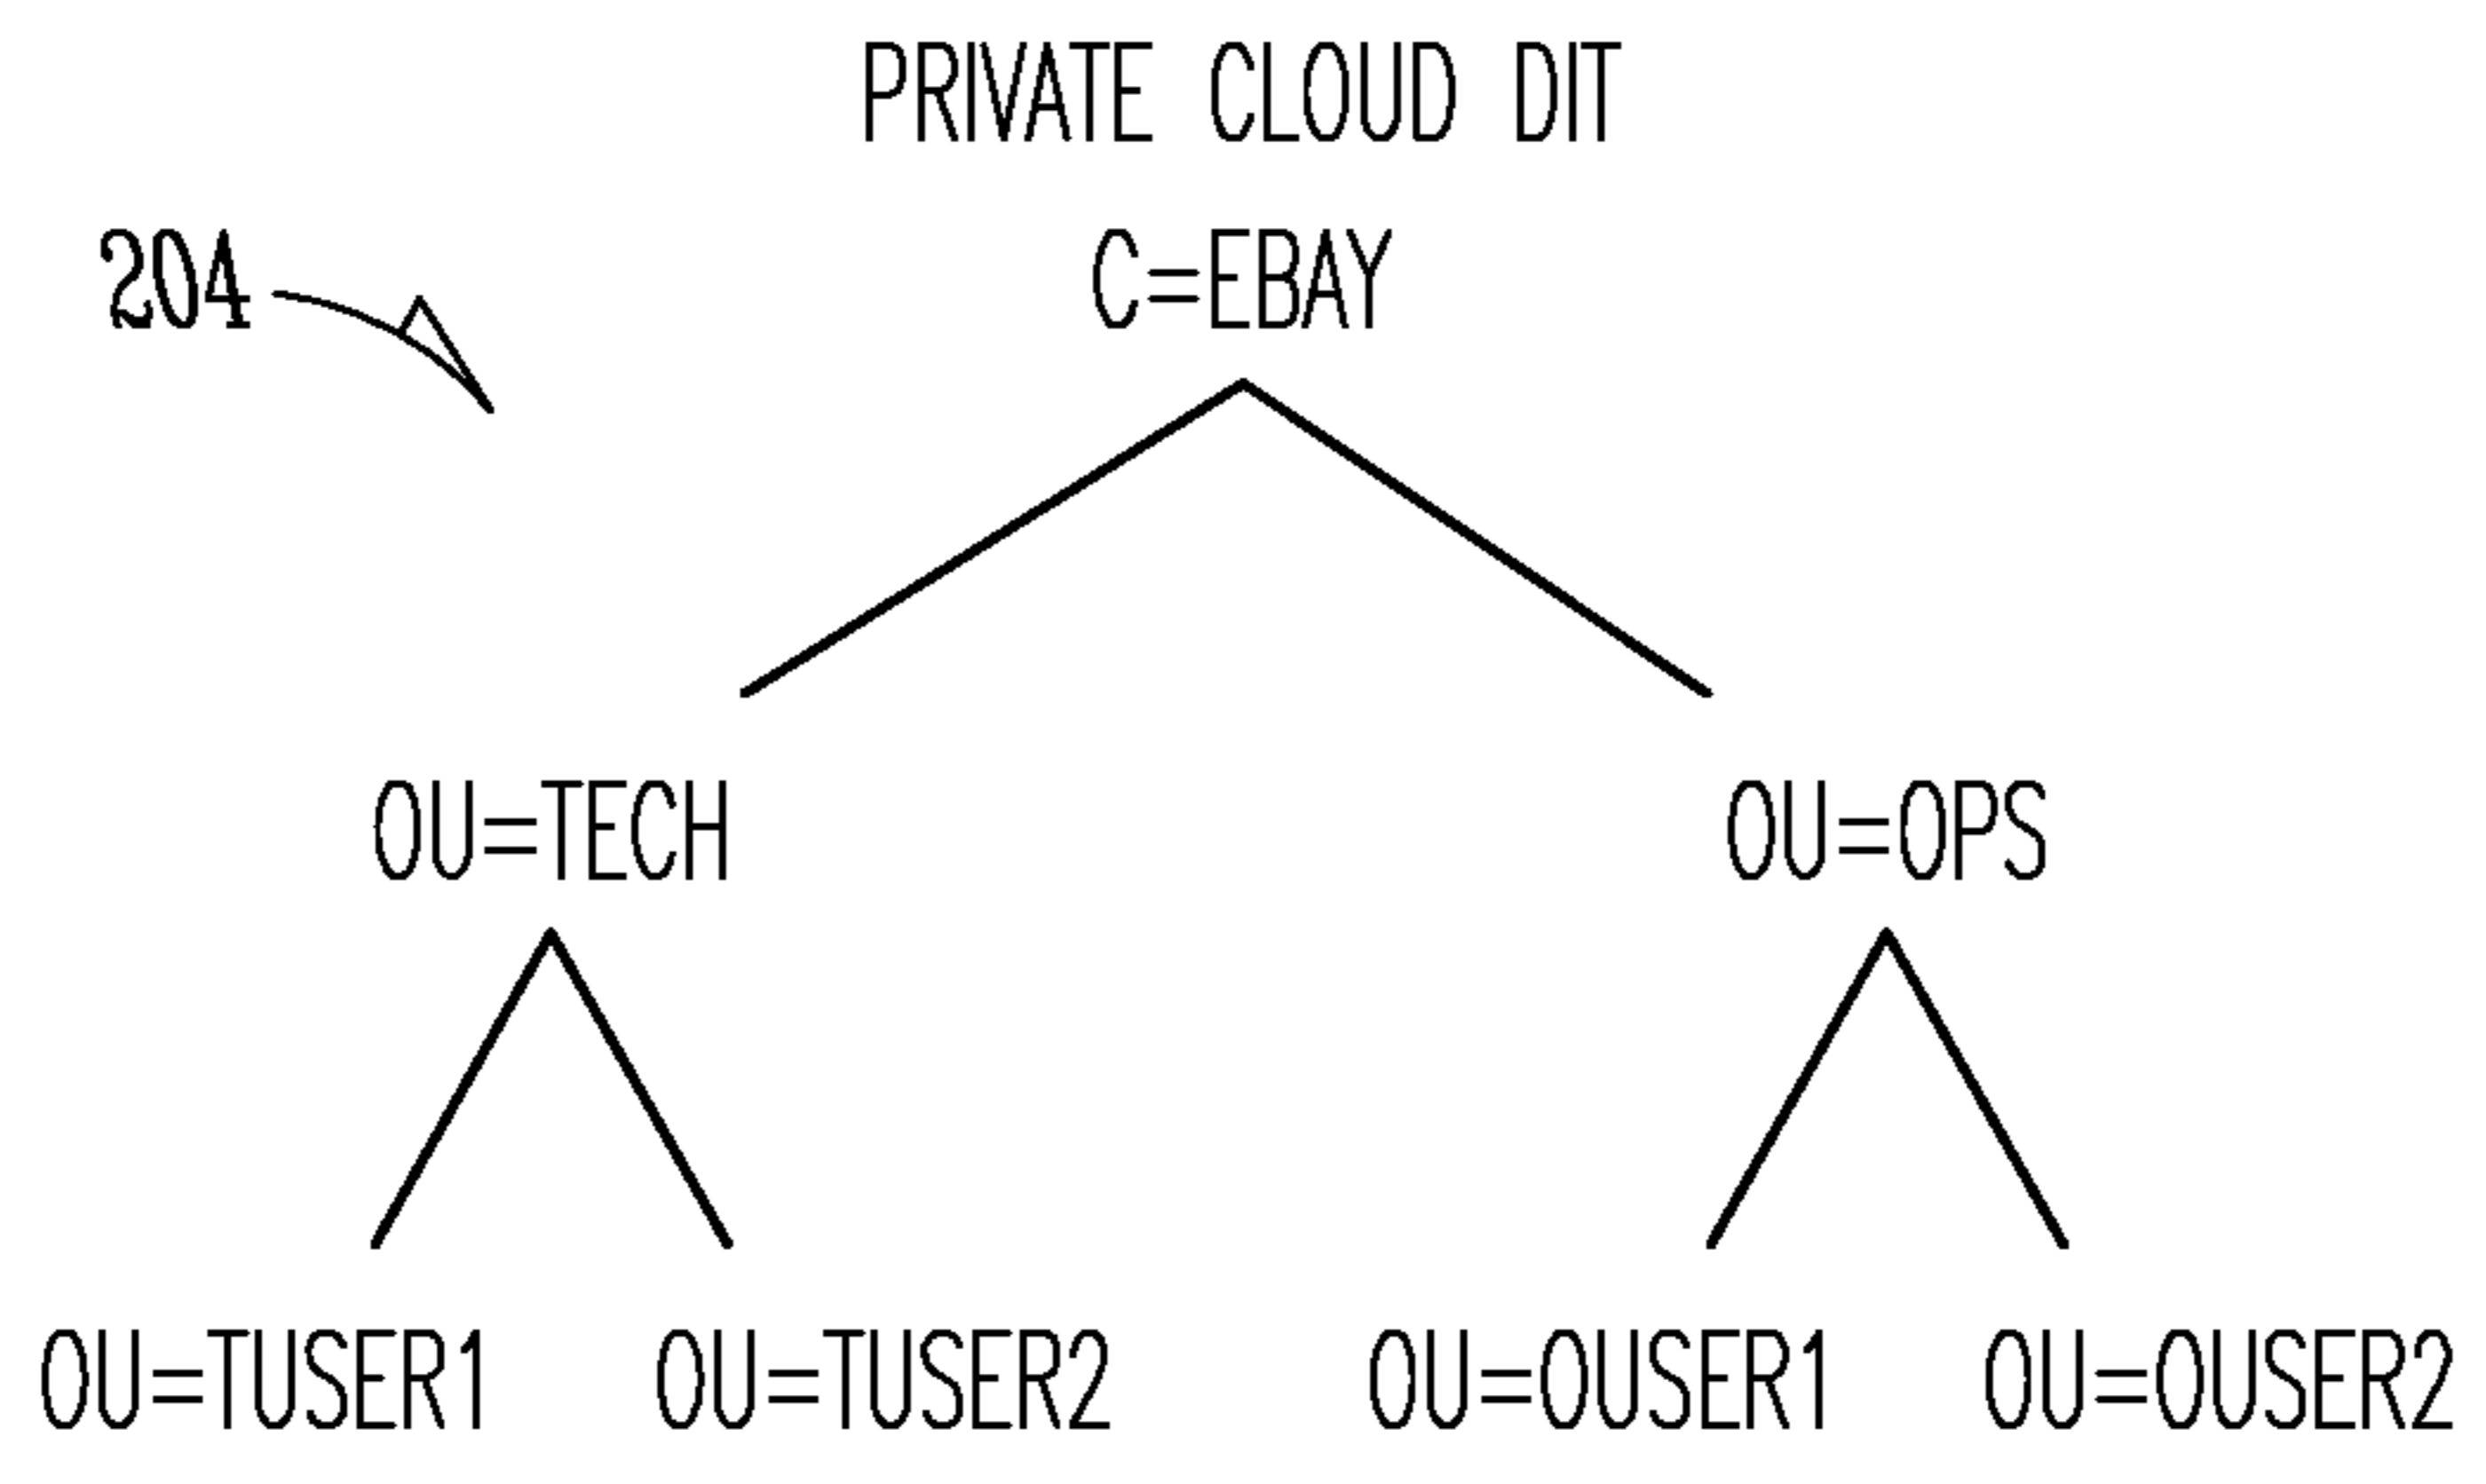 PRIVATE CLOUD DIT
204
C=EBAY
OU=TECH
OU=OPS
OU=TUSER1
OU=TUSER2
OU=OUSER1
OU=OUSER2